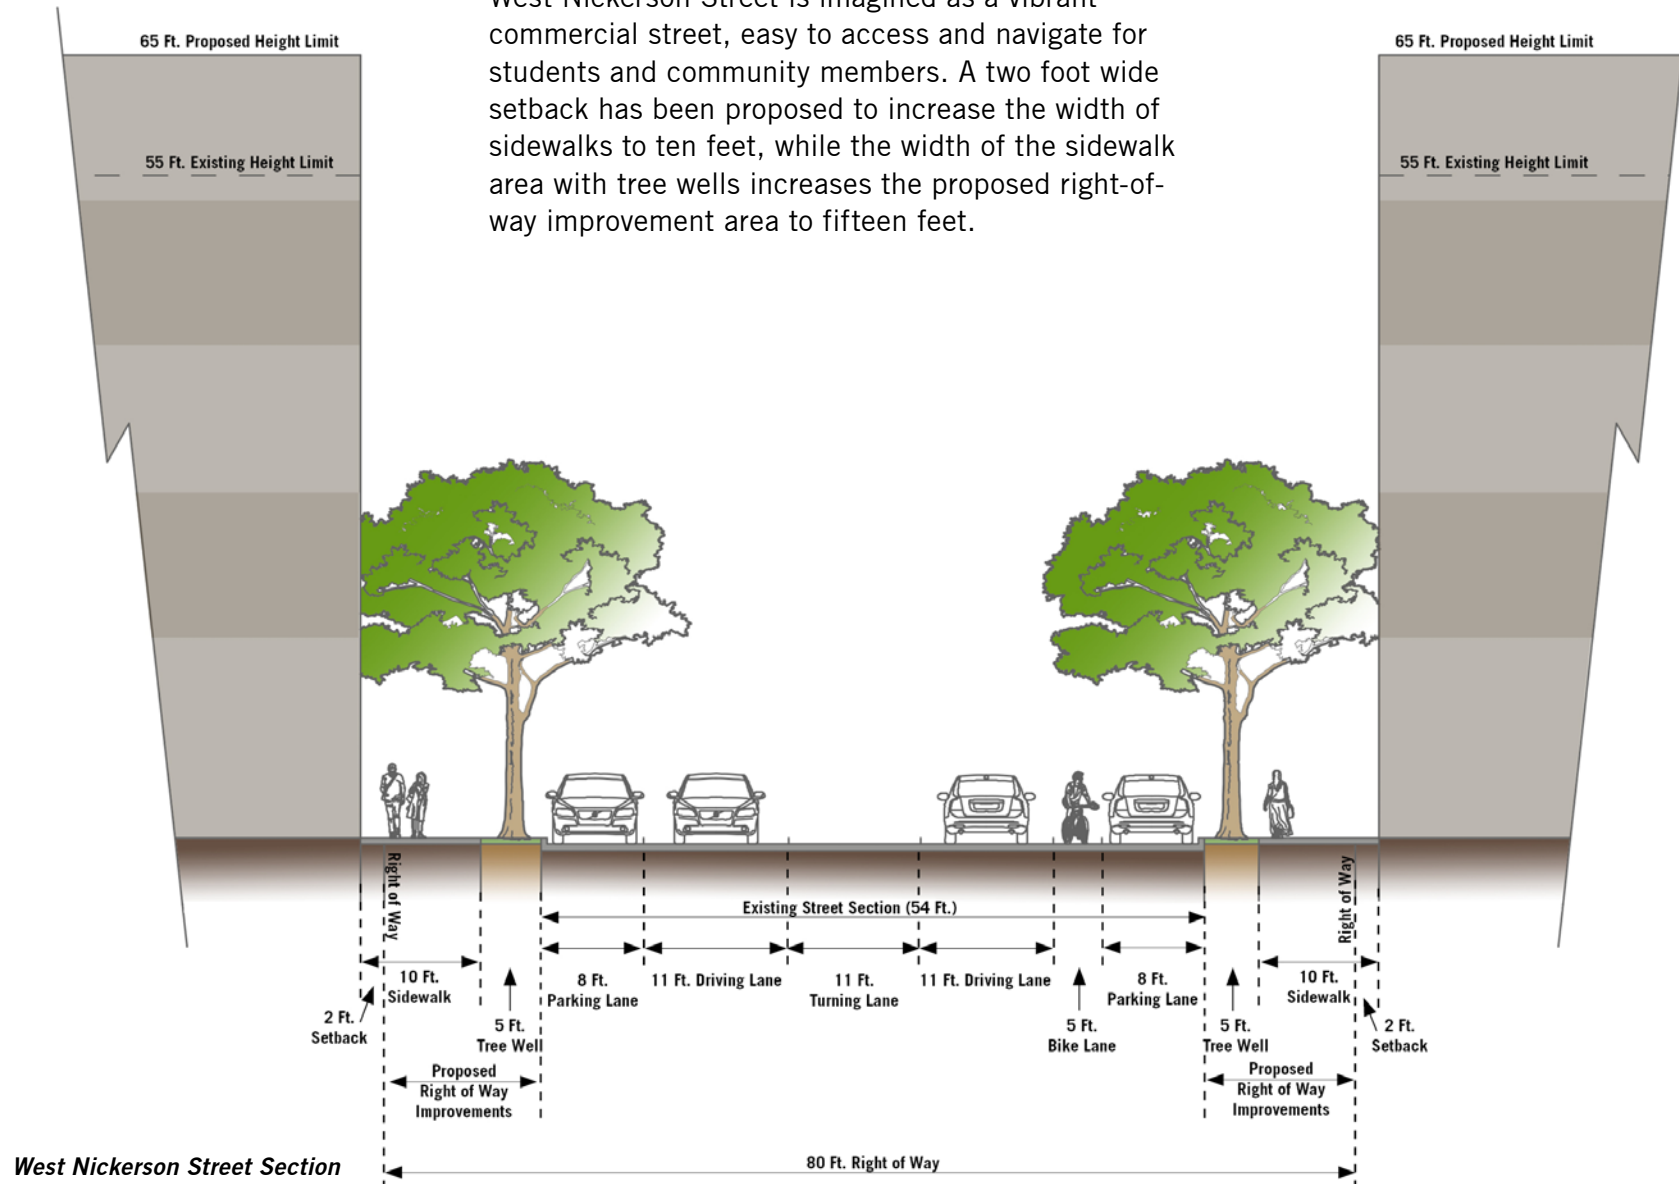 West Nickerson Street is imagined as a vibrant
commercial street, easy to access and navigate for
students and community members. A two foot wide
setback has been proposed to increase the width of
sidewalks to ten feet, while the width of the sidewalk
area with tree wells increases the proposed right-of-
way improvement area to fifteen feet.
65 Ft. Proposed Height Limit
65 Ft. Proposed Height Limit
55 Ft. Existing Height Limit
55 Ft. Existing Height Limit
Right of Way
Right of Way
Existing Street Section (54 Ft.)
10 Ft.
Sidewalk
8 Ft.
Parking Lane
11 Ft. Driving Lane
11 Ft.
Turning Lane
11 Ft. Driving Lane
8 Ft.
Parking Lane
10 Ft.
Sidewalk
2 Ft.
Setback
5 Ft.
Tree Well
5 Ft.
Bike Lane
5 Ft.
Tree Well
2 Ft.
Setback
Proposed
Right of Way
Improvements
Proposed
Right of Way
Improvements
80 Ft. Right of Way
West Nickerson Street Section